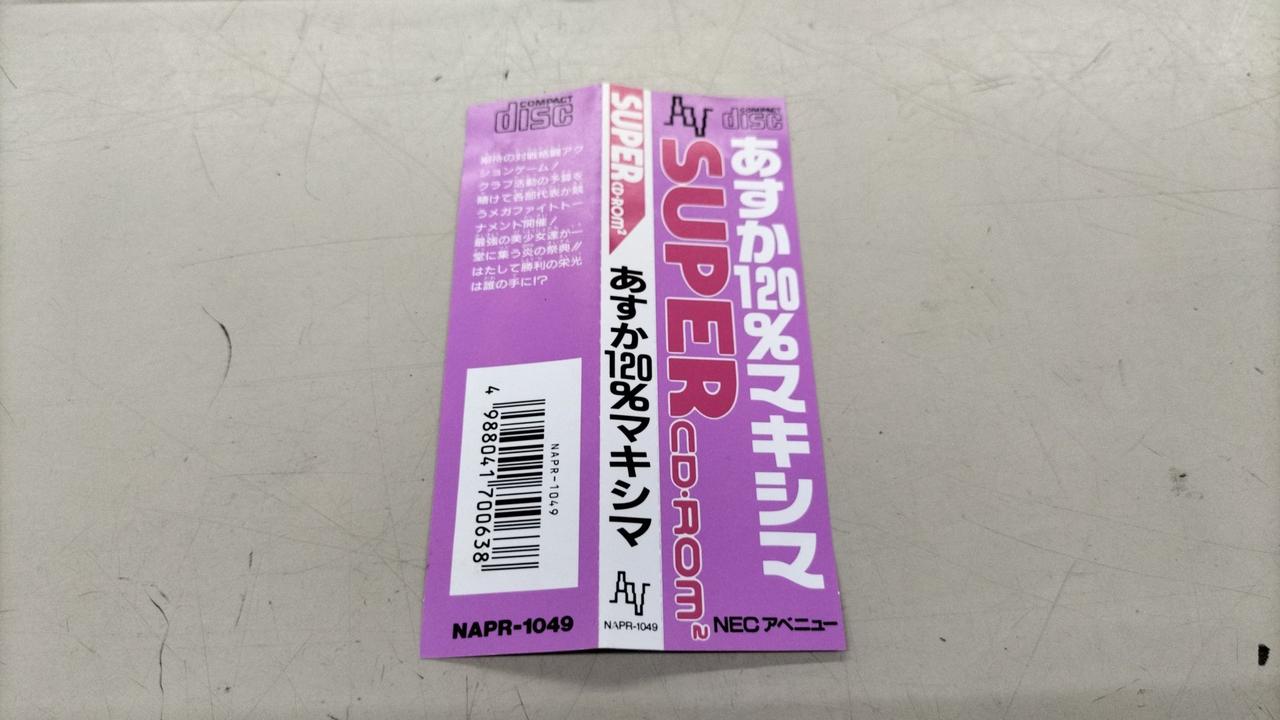 COMPACT
disc
期待の対戦格闘アク
ションゲーム!
クラブ活動の予算を
賭けて各部代表が競
うメガファイトトー
ナメント開催!
最強の美少女達が一
堂に集う炎の祭典!!
はたして勝利の栄光
は誰の手に!?
NAPR-1049
4 988041 700638
NAPR-1049
SUPER CD-ROM²
あすか120%マキシマ
NAPR-1049
AV
COMPACT
disc
SUPER CD·ROM²
あすか120%マキシマ
NECアベニュー